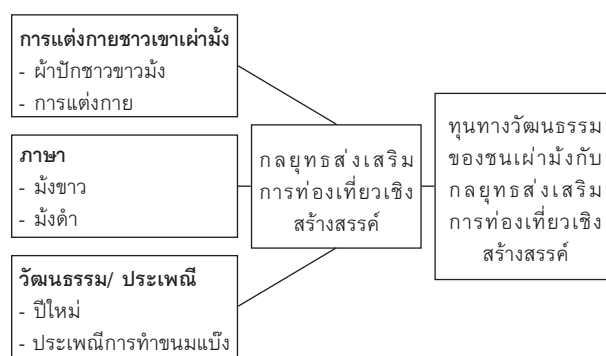 การแต่งกายชาวเขาเผ่าม้ง
- ผ้าปักชาวขาวม้ง
- การแต่งกาย
ภาษา
- ม้งขาว
- ม้งดำ
วัฒนธรรม/ ประเพณี
- ปีใหม่
- ประเพณีการทำขนมแบ๊ง
กลยุทธส่งเสริม
การท่องเที่ยวเชิง
สร้างสรรค์
ทุนทางวัฒนธรรม
ของชนเผ่าม้งกับ
กลยุทธส่งเสริม
การท่องเที่ยวเชิง
สร้างสรรค์